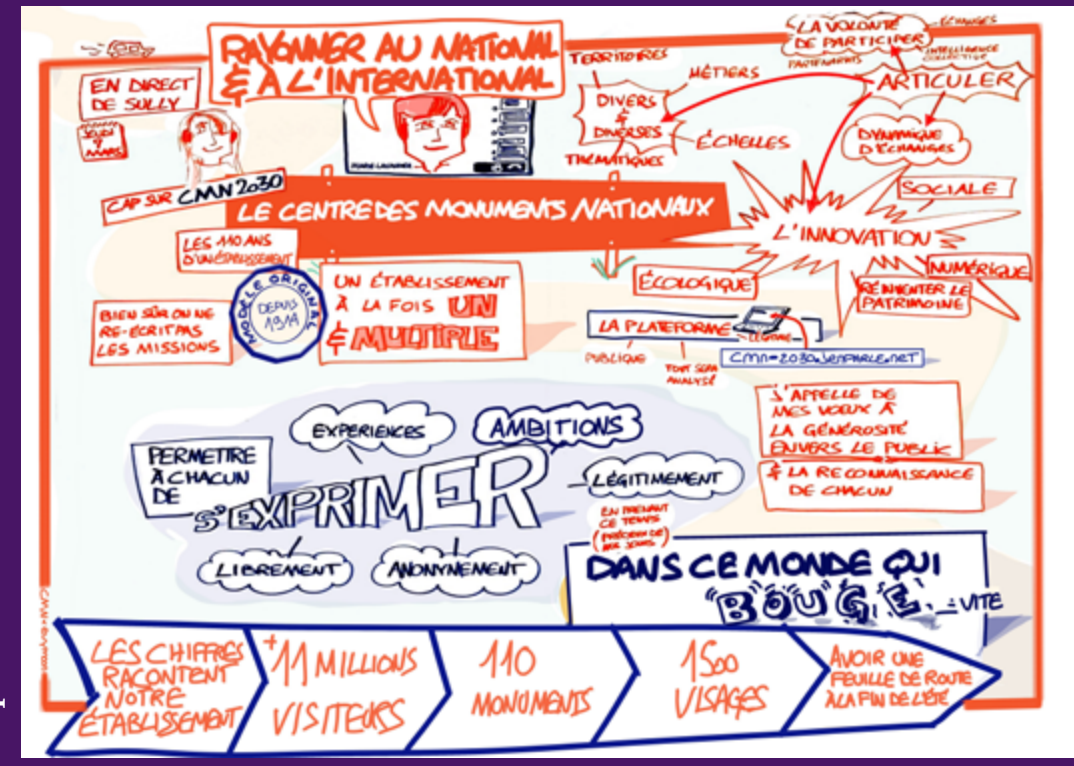 RAYONNER AU NATIONAL
& À L'INTERNATIONAL
EN DIRECT
DE SULLY
JEUDI
9
MARS
CAP SUR CMN 2030
LE CENTRE DES MONUMENTS NATIONAUX
TERRITOIRES
MÉTIERS
DIVERS
&
DIVERSES
ÉCHELLES
THÉMATIQUES
LA VOLONTÉ
DE PARTICIPER
ÉCHANGES
INTELLIGENCE
COLLECTIVE
PARTENARIATS
ARTICULER
DYNAMIQUE
D'ÉCHANGES
SOCIALE
L'INNOVATION
NUMÉRIQUE
RÉINVENTER LE
PATRIMOINE
ÉCOLOGIQUE
LES 110 ANS
D'UN ÉTABLISSEMENT
MODÈLE ORIGINAL
DEPUIS
1914
BIEN SÛR ON NE
RE-ÉCRIT PAS
LES MISSIONS
UN ÉTABLISSEMENT
À LA FOIS UN
& MULTIPLE
LA PLATEFORME
PUBLIQUE
TOUT SERA
ANALYSÉ
CMN-2030.JENPARLE.NET
J'APPELLE DE
MES VOEUX À
LA GÉNÉROSITÉ
ENVERS LE PUBLIC
& LA RECONNAISSANCE
DE CHACUN
PERMETTRE
À CHACUN
DE
S'EXPRIMER
EXPERIENCES
AMBITIONS
LÉGITIMEMENT
LIBREMENT
ANONYNEMENT
EN PRENANT
CE TEMPS
DANS CE MONDE QUI
BOUGE VITE
LES CHIFFRES
RACONTENT
NOTRE
ÉTABLISSEMENT
+11 MILLIONS
VISITEURS
110
MONUMENTS
1500
VISAGES
AVOIR UNE
FEUILLE DE ROUTE
À LA FIN DE L'ÉTÉ